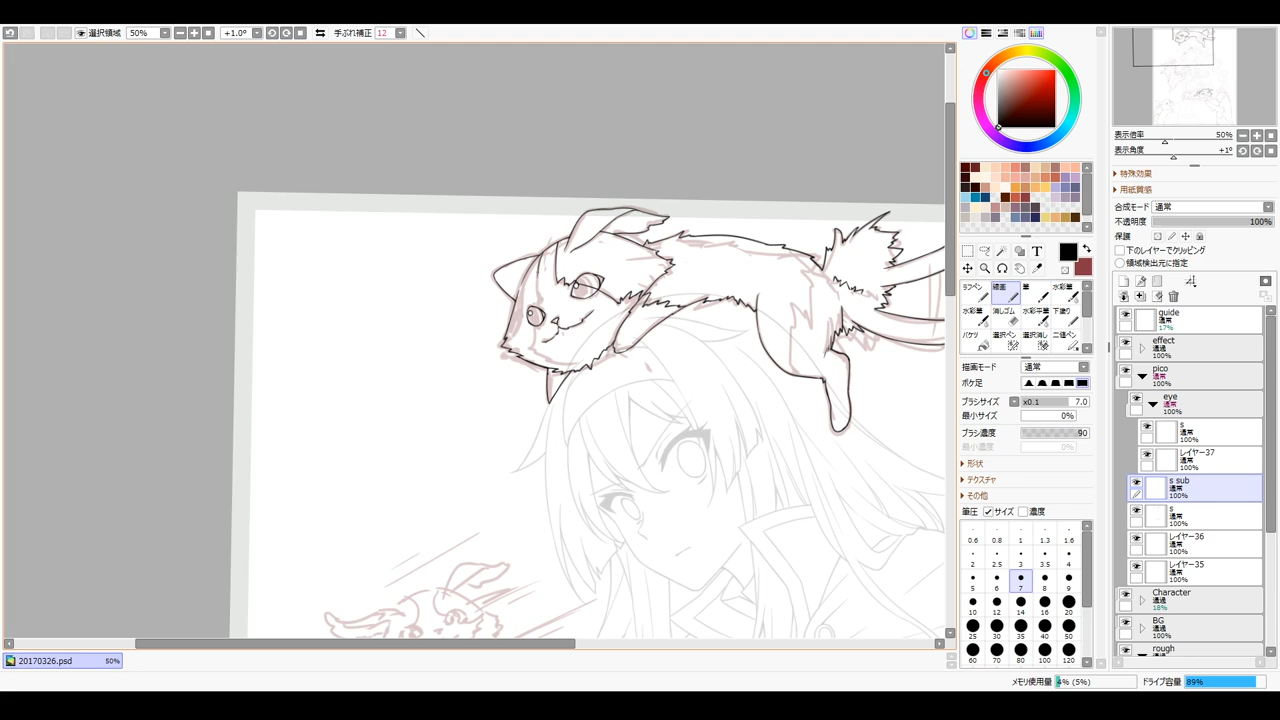 選択領域 50% +1.0° 手ぶれ補正 12
表示倍率 50%
表示角度 +1°
特殊効果
用紙質感
合成モード 通常
不透明度 100%
保護
下のレイヤーでクリッピング
領域検出元に指定
T
ラフペン 線画 筆 水彩筆
水彩筆 消しゴム 水彩平筆 下塗り
バケツ 選択ペン 選択消し 二値ペン
描画モード 通常
ボケ足
ブラシサイズ x0.1 7.0
最小サイズ 0%
ブラシ濃度 90
最小濃度 0%
形状
テクスチャ
その他
筆圧 サイズ 濃度
0.6 0.8 1 1.3 1.6
2 2.5 3 3.5 4
5 6 7 8 9
10 12 14 16 20
25 30 35 40 50
60 70 80 100 120
guide
通常
17%
effect
通過
100%
pico
通常
100%
eye
通常
100%
s
通常
100%
レイヤー37
通常
100%
s sub
通常
100%
s
通常
100%
レイヤー36
通常
100%
レイヤー35
通常
100%
Character
通過
18%
BG
通過
100%
rough
通常
20170326.psd 50%
メモリ使用量 4% (5%) ドライブ容量 89%